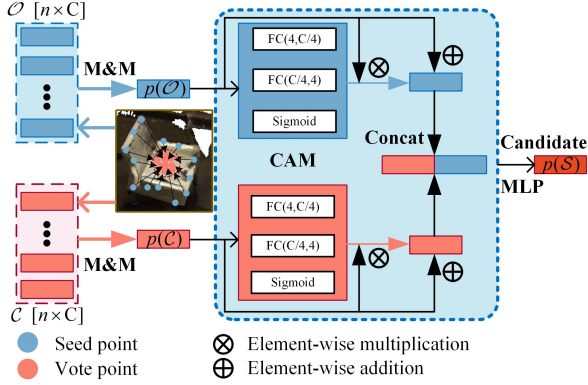 𝒪 [n×C]
M&M
p(𝒪)
FC(4,C/4)
FC(C/4,4)
Sigmoid
CAM
Concat
Candidate
p(𝒮)
MLP
FC(4,C/4)
FC(C/4,4)
Sigmoid
p(𝒞)
M&M
𝒞 [n×C]
Seed point
Element-wise multiplication
Vote point
Element-wise addition